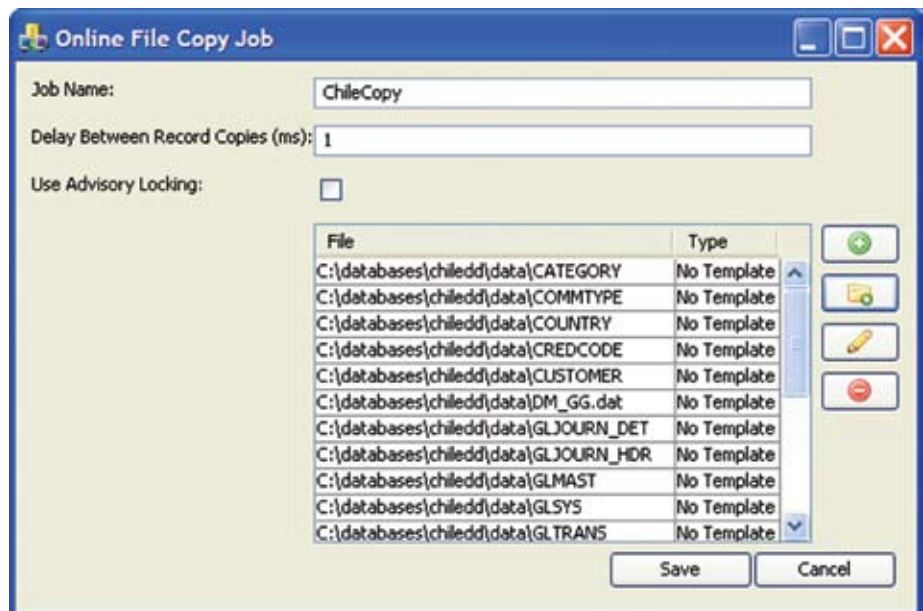 Online File Copy Job
Job Name: ChileCopy
Delay Between Record Copies (ms): 1
Use Advisory Locking:
File Type
C:\databases\chiledd\data\CATEGORY No Template
C:\databases\chiledd\data\COMMTYPE No Template
C:\databases\chiledd\data\COUNTRY No Template
C:\databases\chiledd\data\CREDCODE No Template
C:\databases\chiledd\data\CUSTOMER No Template
C:\databases\chiledd\data\DM_GG.dat No Template
C:\databases\chiledd\data\GLJOURN_DET No Template
C:\databases\chiledd\data\GLJOURN_HDR No Template
C:\databases\chiledd\data\GLMAST No Template
C:\databases\chiledd\data\GLSYS No Template
C:\databases\chiledd\data\GLTRANS No Template
Save Cancel